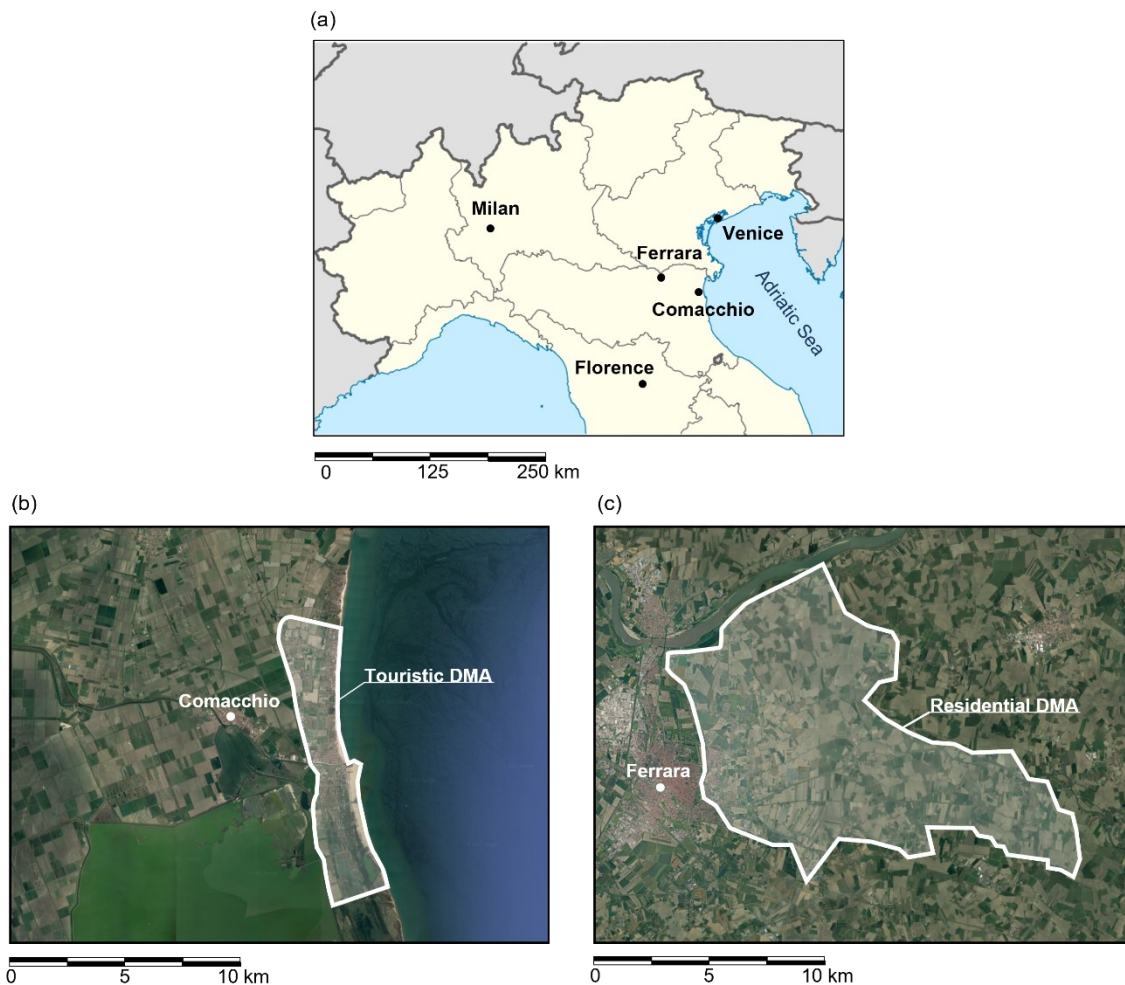 (a)
Milan
Venice
Ferrara
Comacchio
Adriatic Sea
Florence
0 125 250 km
(b)
(c)
Touristic DMA
Comacchio
Residential DMA
Ferrara
0 5 10 km
0 5 10 km